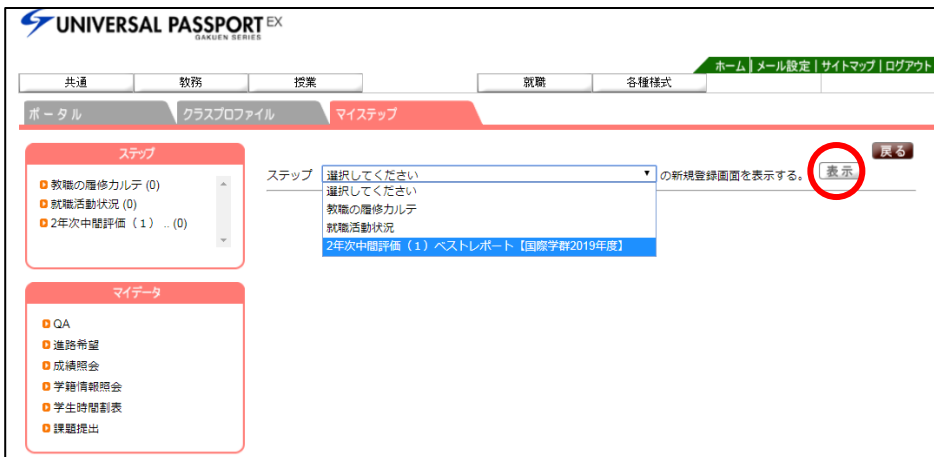 UNIVERSAL PASSPORT EX
GAKUEN SERIES
ホーム | メール設定 | サイトマップ | ログアウト
共通 教務 授業 就職 各種様式
ポータル クラスプロファイル マイステップ
ステップ
教職の履修カルテ (0)
就職活動状況 (0)
2年次中間評価（１） .. (0)
戻る
ステップ 選択してください の新規登録画面を表示する。 表示
選択してください
教職の履修カルテ
就職活動状況
2年次中間評価（１）ベストレポート【国際学群2019年度】
マイデータ
QA
進路希望
成績照会
学籍情報照会
学生時間割表
課題提出